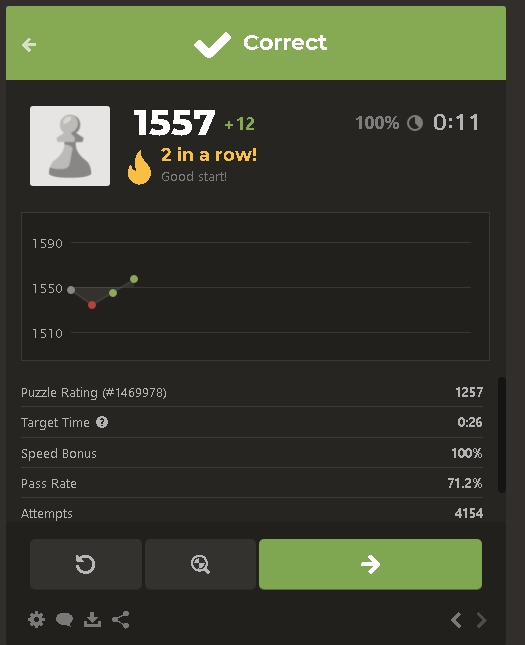 Correct
1557 +12
100% 0:11
2 in a row!
Good start!
1590
1550
1510
Puzzle Rating (#1469978) 1257
Target Time ? 0:26
Speed Bonus 100%
Pass Rate 71.2%
Attempts 4154